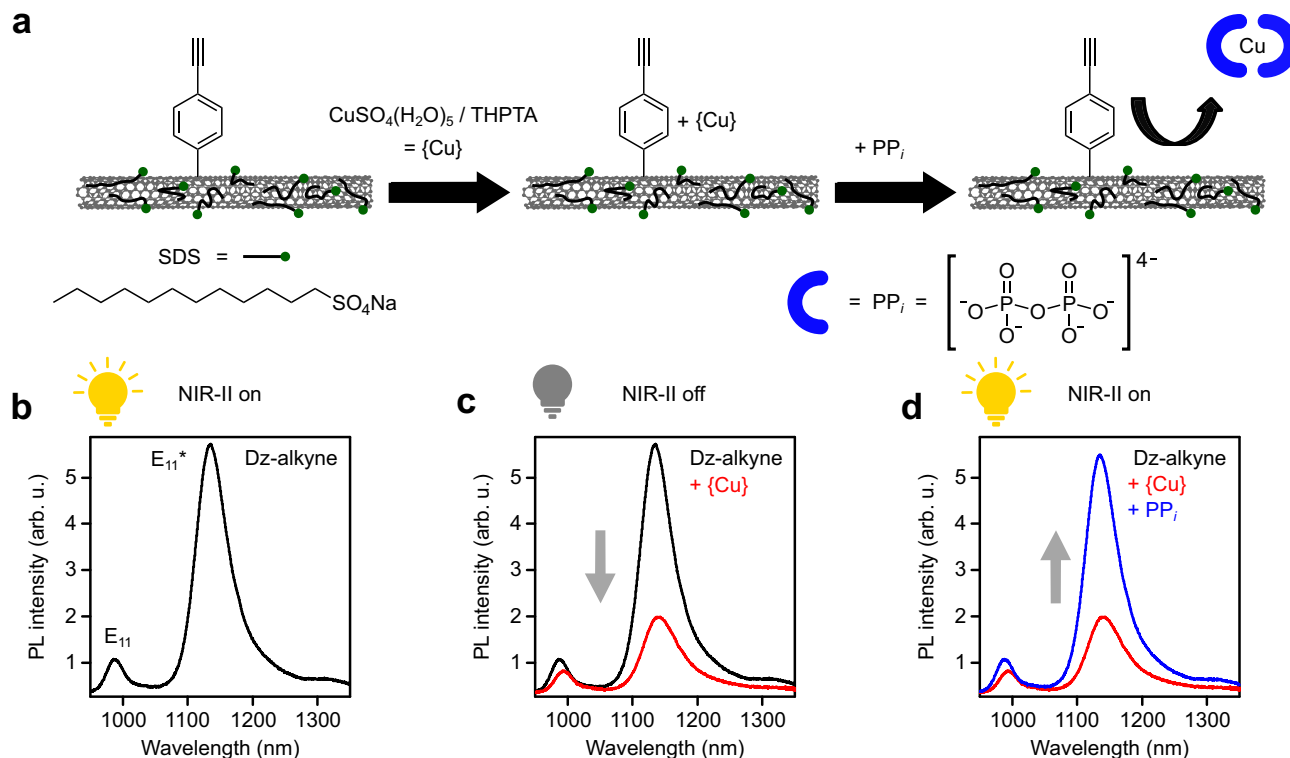 a
Cu
CuSO₄(H₂O)₅ / THPTA
= {Cu}
+ {Cu}
+ PPᵢ
SDS =
SO₄Na
= PPᵢ =
4−
O O
⁻O P O P O⁻
O⁻ O⁻
b
NIR-II on
c
NIR-II off
d
NIR-II on
PL intensity (arb. u.)
5
4
3
2
1
E₁₁*
Dz-alkyne
E₁₁
1000 1100 1200 1300
Wavelength (nm)
PL intensity (arb. u.)
5
4
3
2
1
Dz-alkyne
+ {Cu}
1000 1100 1200 1300
Wavelength (nm)
PL intensity (arb. u.)
5
4
3
2
1
Dz-alkyne
+ {Cu}
+ PPᵢ
1000 1100 1200 1300
Wavelength (nm)